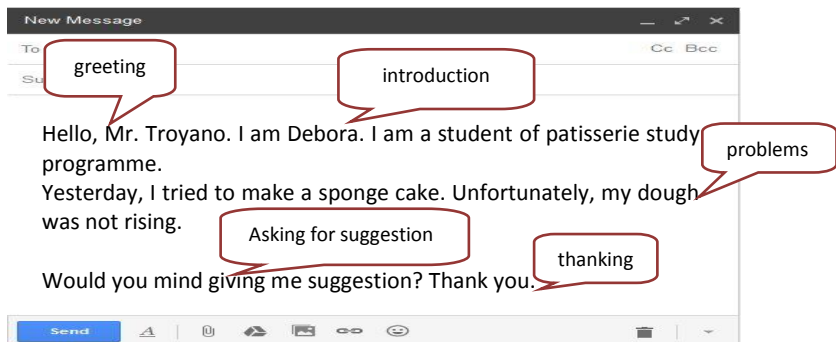 New Message
To
Cc Bcc
greeting
introduction
Su
Hello, Mr. Troyano. I am Debora. I am a student of patisserie study
programme.
problems
Yesterday, I tried to make a sponge cake. Unfortunately, my dough
was not rising.
Asking for suggestion
thanking
Would you mind giving me suggestion? Thank you.
Send A